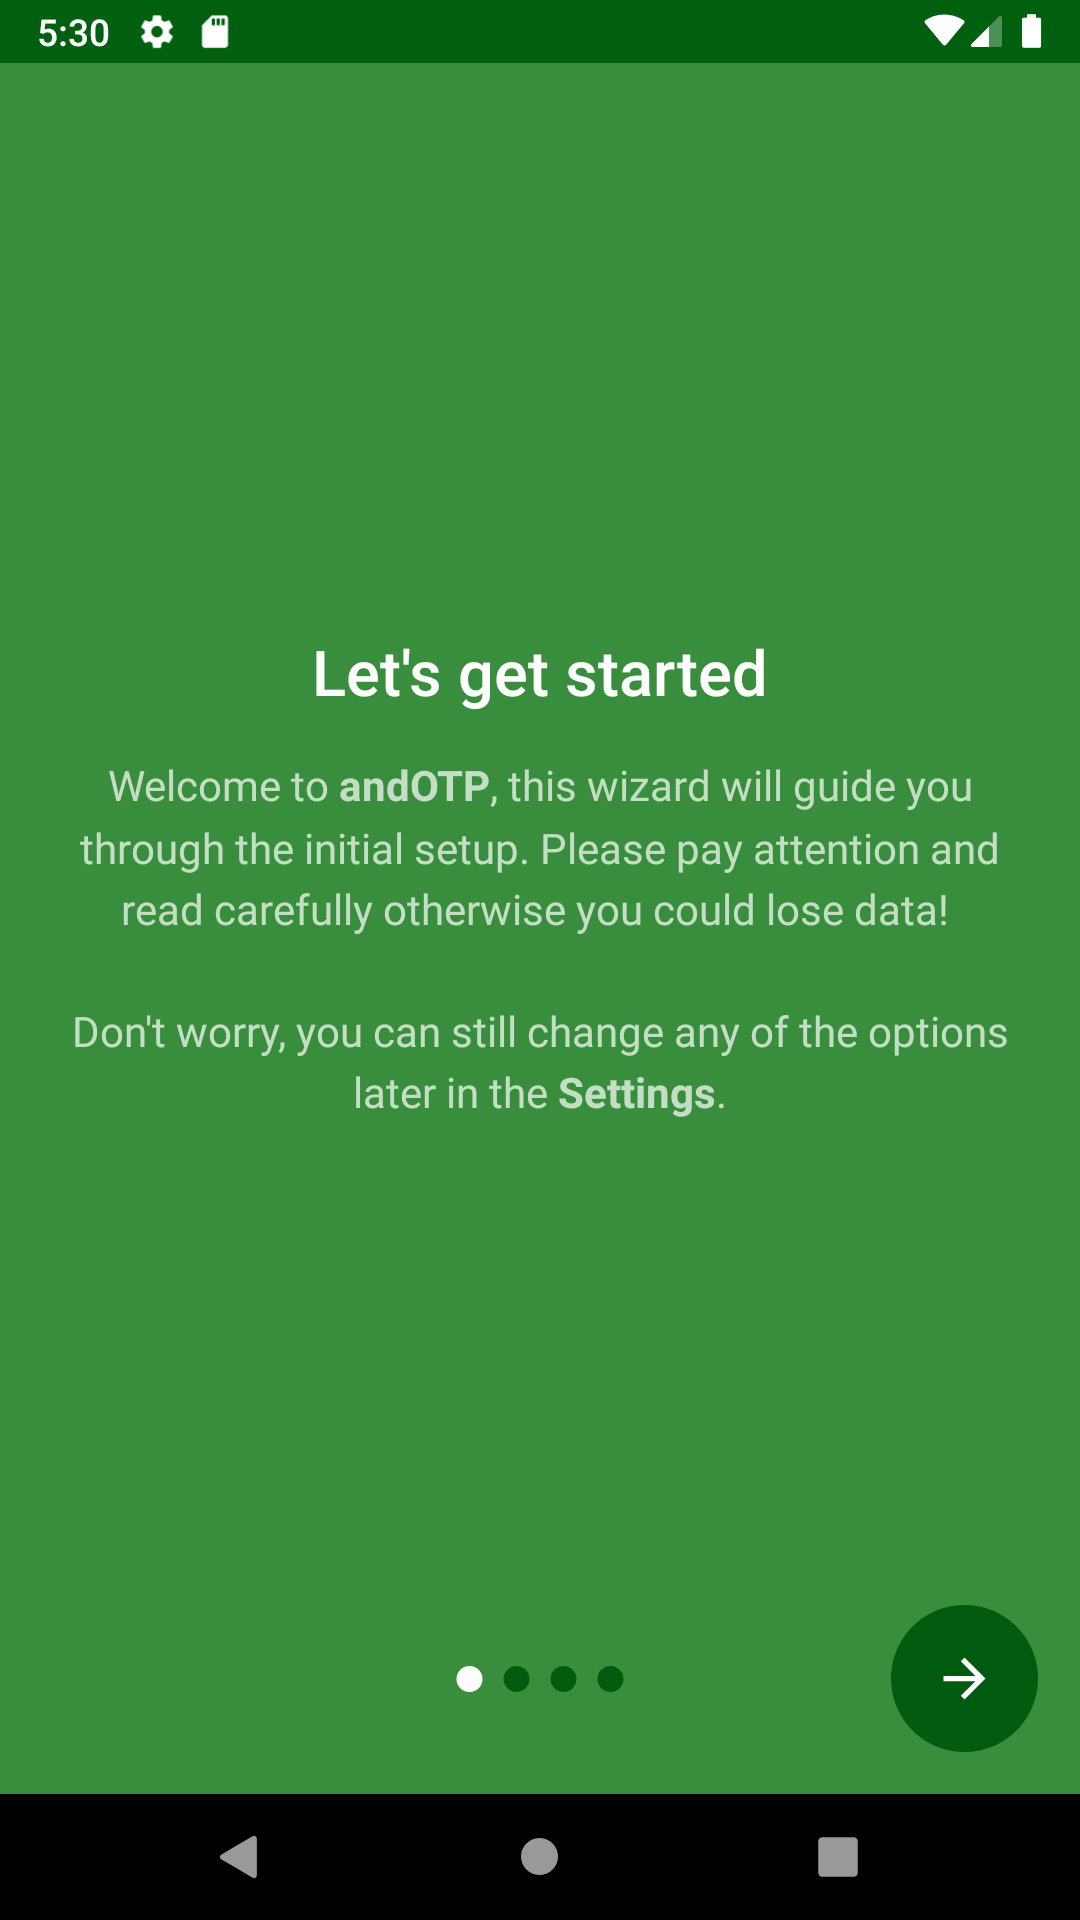 5:30
Let's get started
Welcome to andOTP, this wizard will guide you
through the initial setup. Please pay attention and
read carefully otherwise you could lose data!
Don't worry, you can still change any of the options
later in the Settings.